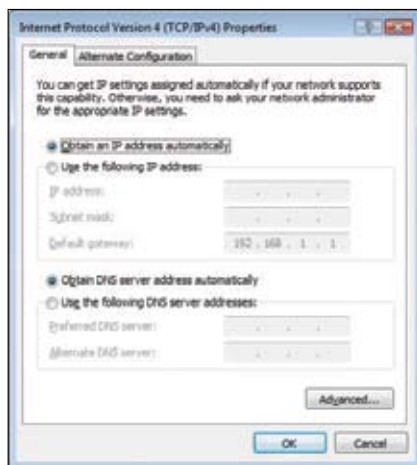 Internet Protocol Version 4 (TCP/IPv4) Properties
General Alternate Configuration
You can get IP settings assigned automatically if your network supports
this capability. Otherwise, you need to ask your network administrator
for the appropriate IP settings.
Obtain an IP address automatically
Use the following IP address:
IP address:
Subnet mask:
Default gateway: 192 . 168 . 1 . 1
Obtain DNS server address automatically
Use the following DNS server addresses:
Preferred DNS server:
Alternate DNS server:
Advanced...
OK Cancel